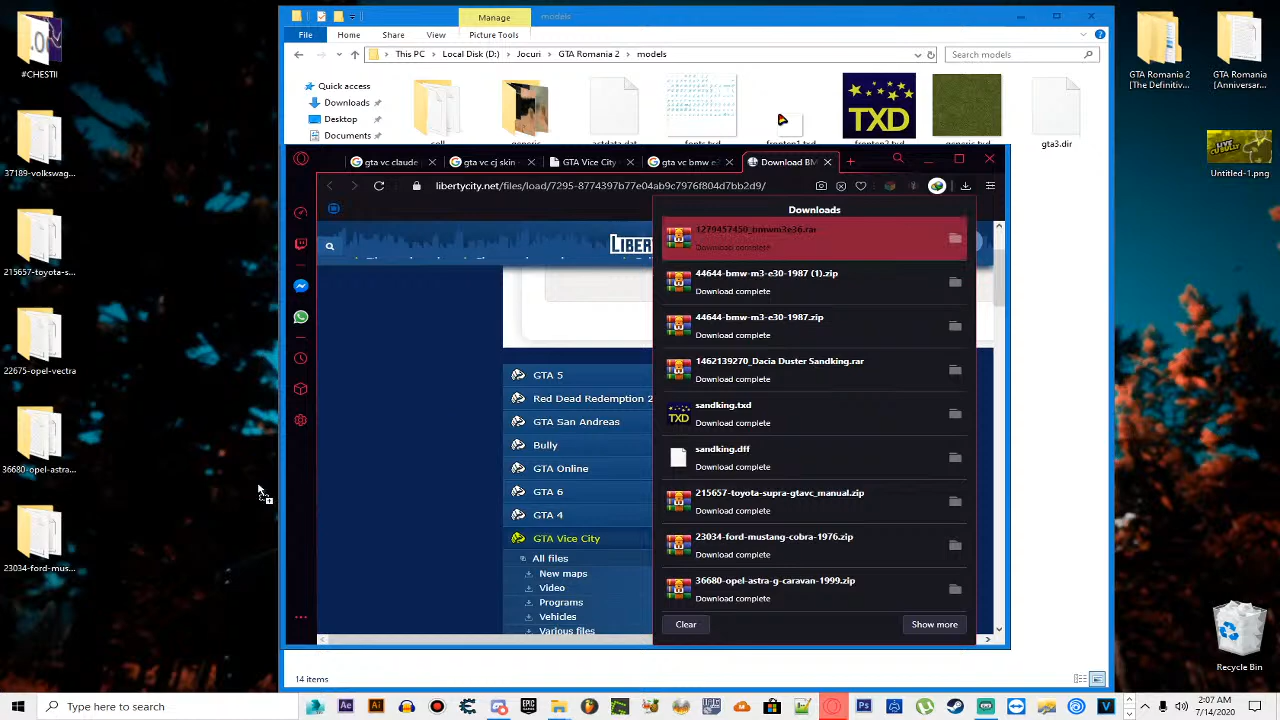 Manage
models
File
Home
Share
View
Picture Tools
This PC
Local Disk (D:)
Jocuri
GTA Romania 2
models
Search models
Quick access
Downloads
Desktop
Documents
generic
fonts.txd
TXD
gta3.dir
gta vc claude
gta vc cj skin
GTA Vice City
gta vc bmw e
Download BM
libertycity.net/files/load/7295-8774397b77e04ab9c7976f804d7bb2d9/
Downloads
1279457450_bmwm3e36.rar
Download complete
44644-bmw-m3-e30-1987 (1).zip
Download complete
44644-bmw-m3-e30-1987.zip
Download complete
1462139270_Dacia Duster Sandking.rar
Download complete
sandking.txd
Download complete
TXD
sandking.dff
Download complete
215657-toyota-supra-gtavc_manual.zip
Download complete
23034-ford-mustang-cobra-1976.zip
Download complete
36680-opel-astra-g-caravan-1999.zip
Download complete
Clear
Show more
LIBER
GTA 5
Red Dead Redemption 2
GTA San Andreas
Bully
GTA Online
GTA 6
GTA 4
GTA Vice City
All files
New maps
Video
Programs
Vehicles
Various files
14 items
#CHESTII
37189-volkswag...
215657-toyota-s...
22675-opel-vectra
36680-opel-astra...
23034-ford-mus...
GTA Romania 2
[The Definitiv...
GTA Romania
[Anniversar...
Untitled-1.png
Recycle Bin
Type here to search
2:07 AM
7/14/2020